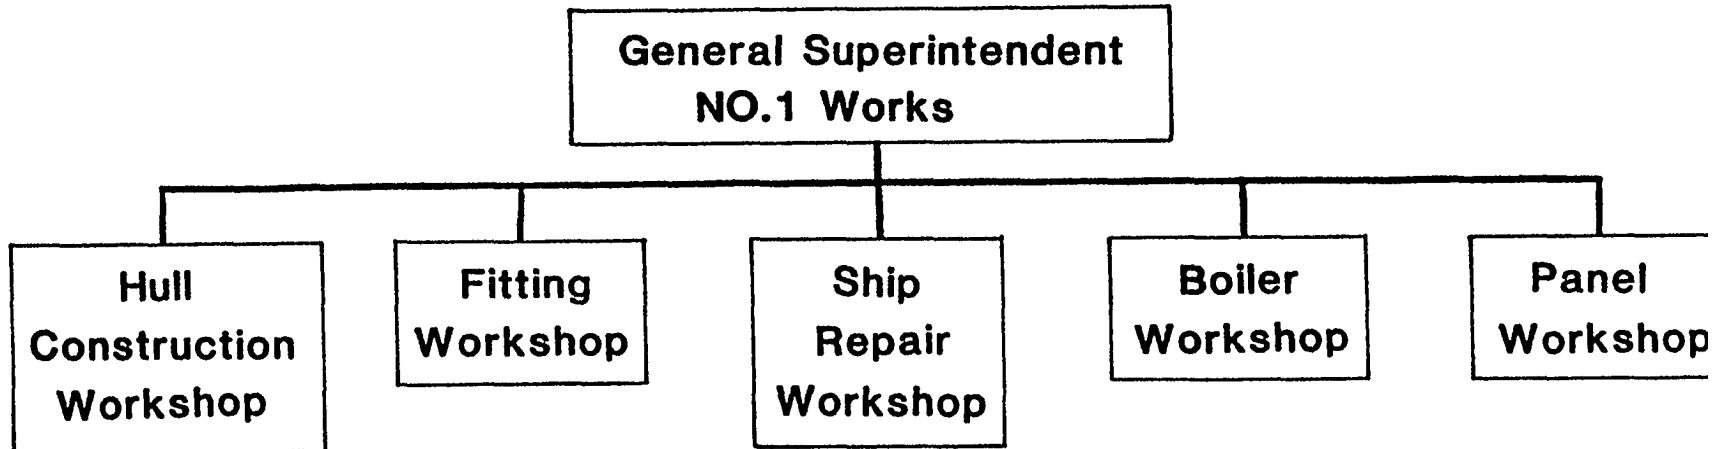 General Superintendent
NO.1 Works
Hull
Construction
Workshop
Fitting
Workshop
Ship
Repair
Workshop
Boiler
Workshop
Panel
Workshop